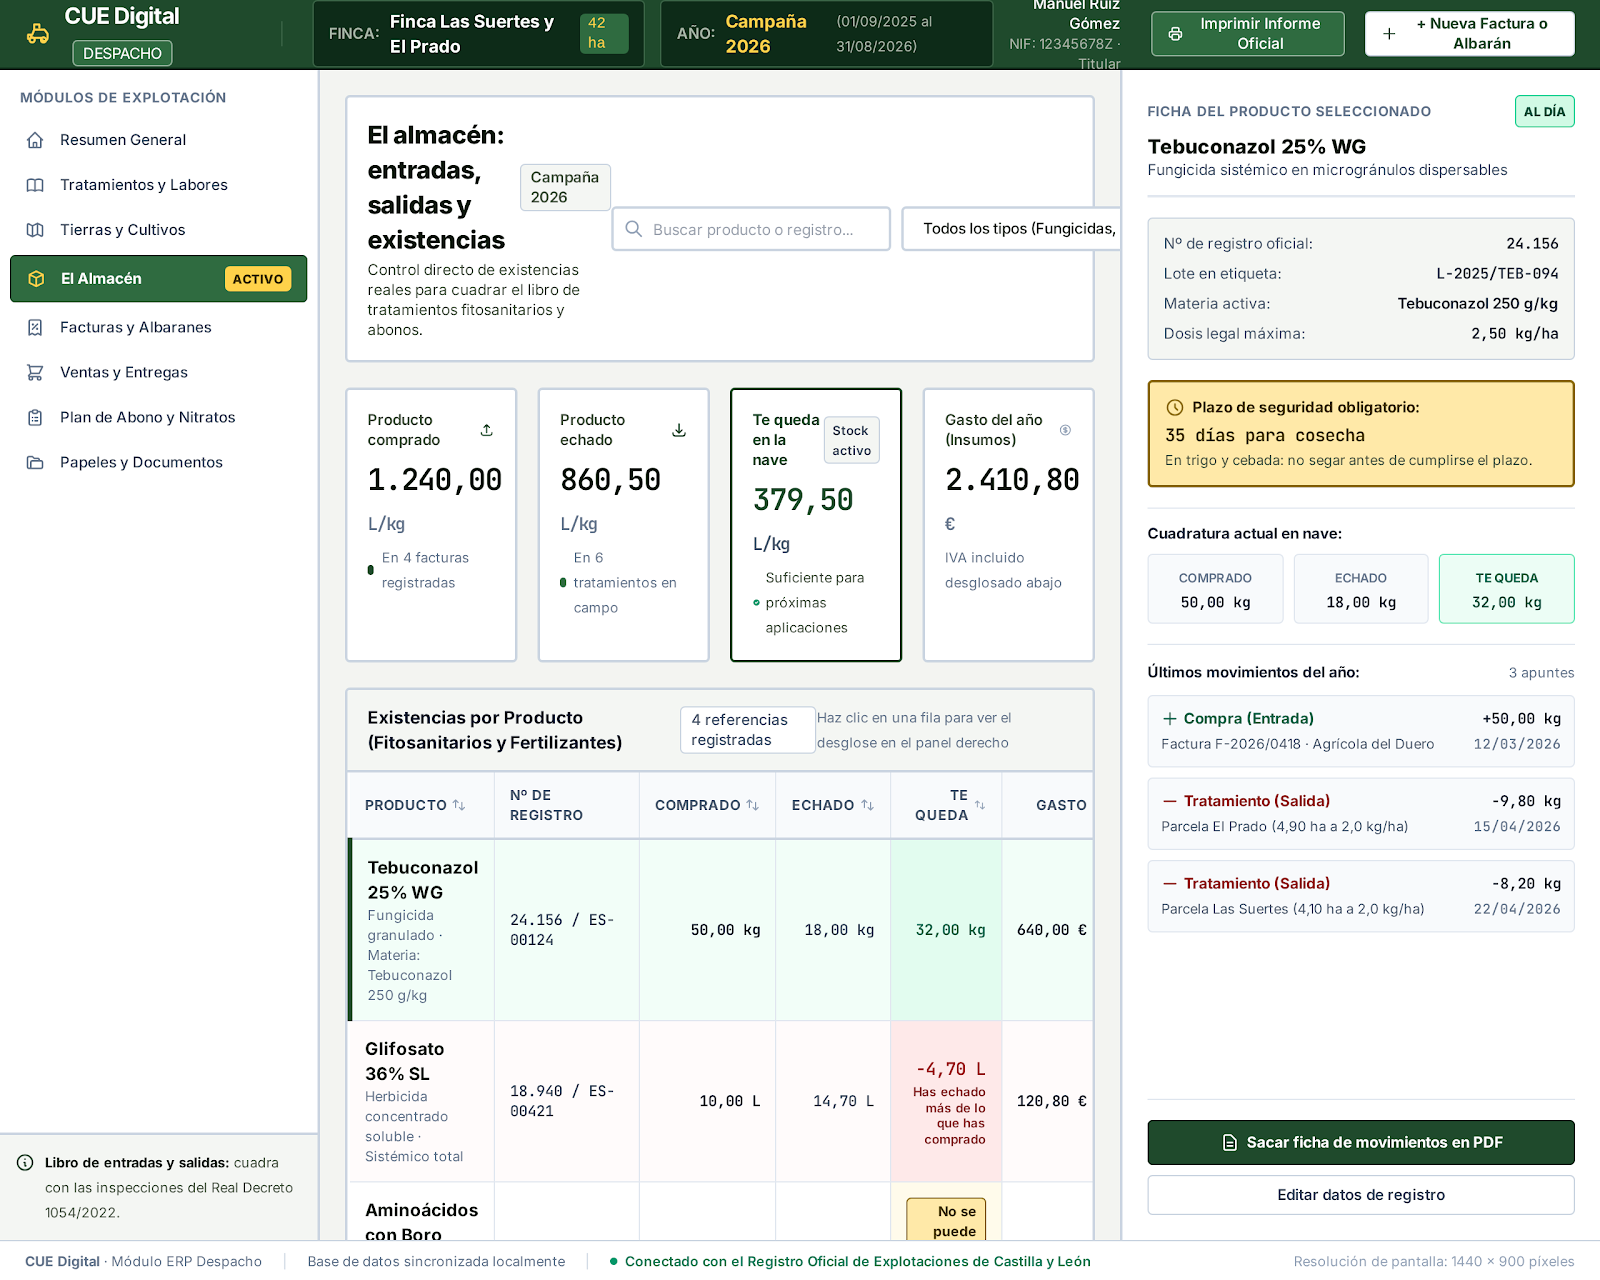 CUE Digital
DESPACHO
FINCA:
Finca Las Suertes y
El Prado
42
ha
AÑO:
Campaña
2026
(01/09/2025 al
31/08/2026)
Manuel Ruiz
Gómez
NIF: 12345678Z ·
Titular
Imprimir Informe
Oficial
+ Nueva Factura o
Albarán
MÓDULOS DE EXPLOTACIÓN
Resumen General
Tratamientos y Labores
Tierras y Cultivos
El Almacén
ACTIVO
Facturas y Albaranes
Ventas y Entregas
Plan de Abono y Nitratos
Papeles y Documentos
Libro de entradas y salidas: cuadra
con las inspecciones del Real Decreto
1054/2022.
El almacén:
entradas,
salidas y
existencias
Campaña
2026
Control directo de existencias
reales para cuadrar el libro de
tratamientos fitosanitarios y
abonos.
Buscar producto o registro...
Todos los tipos (Fungicidas,
Producto
comprado
1.240,00
L/kg
En 4 facturas
registradas
Producto
echado
860,50
L/kg
En 6
tratamientos en
campo
Te queda
en la
nave
Stock
activo
379,50
L/kg
Suficiente para
próximas
aplicaciones
Gasto del año
(Insumos)
2.410,80
€
IVA incluido
desglosado abajo
Existencias por Producto
(Fitosanitarios y Fertilizantes)
4 referencias
registradas
Haz clic en una fila para ver el
desglose en el panel derecho
PRODUCTO
Nº DE
REGISTRO
COMPRADO
ECHADO
TE
QUEDA
GASTO
Tebuconazol
25% WG
Fungicida
granulado ·
Materia:
Tebuconazol
250 g/kg
24.156 / ES-
00124
50,00 kg
18,00 kg
32,00 kg
640,00 €
Glifosato
36% SL
Herbicida
concentrado
soluble ·
Sistémico total
18.940 / ES-
00421
10,00 L
14,70 L
-4,70 L
Has echado
más de lo
que has
comprado
120,80 €
Aminoácidos
con Boro
No se
puede
FICHA DEL PRODUCTO SELECCIONADO
AL DÍA
Tebuconazol 25% WG
Fungicida sistémico en microgránulos dispersables
Nº de registro oficial:
24.156
Lote en etiqueta:
L-2025/TEB-094
Materia activa:
Tebuconazol 250 g/kg
Dosis legal máxima:
2,50 kg/ha
Plazo de seguridad obligatorio:
35 días para cosecha
En trigo y cebada: no segar antes de cumplirse el plazo.
Cuadratura actual en nave:
COMPRADO
50,00 kg
ECHADO
18,00 kg
TE QUEDA
32,00 kg
Últimos movimientos del año:
3 apuntes
Compra (Entrada)
+50,00 kg
Factura F-2026/0418 · Agrícola del Duero
12/03/2026
Tratamiento (Salida)
-9,80 kg
Parcela El Prado (4,90 ha a 2,0 kg/ha)
15/04/2026
Tratamiento (Salida)
-8,20 kg
Parcela Las Suertes (4,10 ha a 2,0 kg/ha)
22/04/2026
Sacar ficha de movimientos en PDF
Editar datos de registro
CUE Digital · Módulo ERP Despacho
Base de datos sincronizada localmente
Conectado con el Registro Oficial de Explotaciones de Castilla y León
Resolución de pantalla: 1440 × 900 píxeles